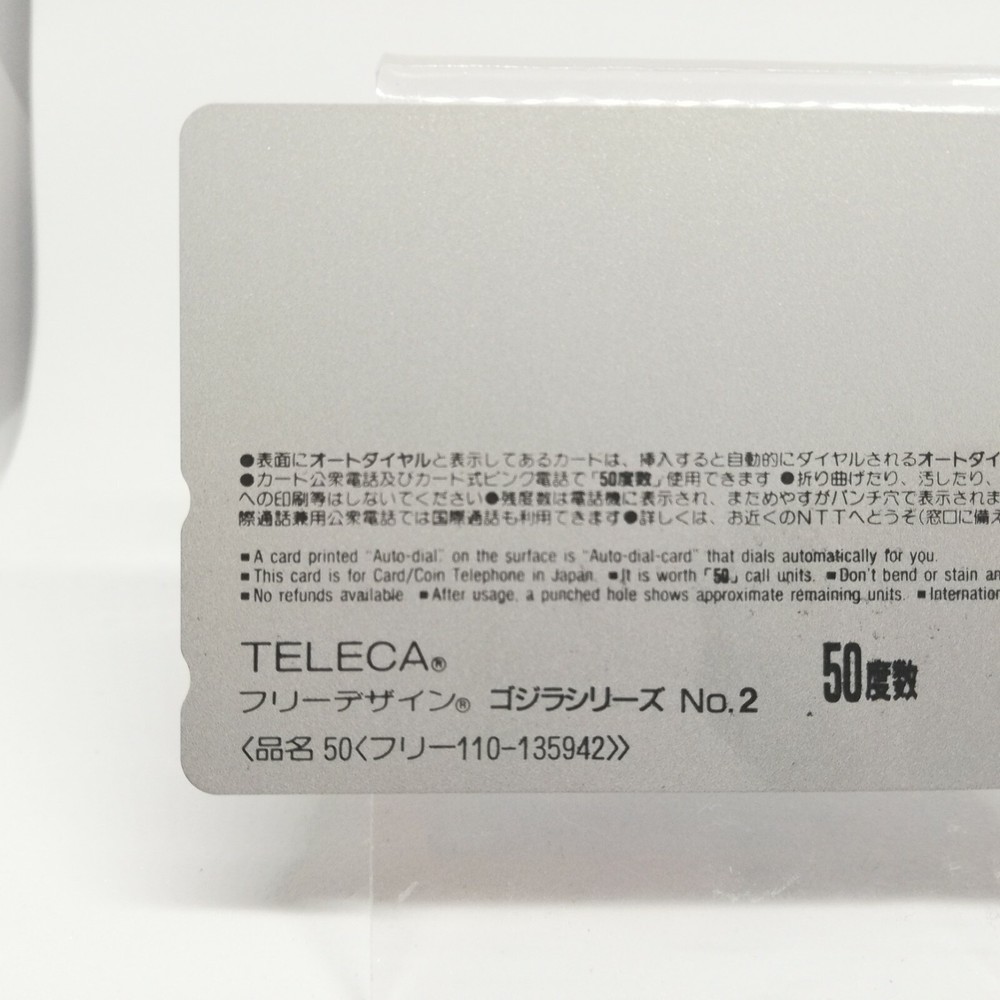 ●表面にオートダイヤルと表示してあるカードは、挿入すると自動的にダイヤルされるオートダイ
●カード公衆電話及びカード式ピンク電話で「50度数」使用できます ●折り曲げたり、汚したり、
への印刷等はしないでください●残度数は電話機に表示され、まためやすがパンチ穴で表示されま
際通話兼用公衆電話では国際通話も利用できます●詳しくは、お近くのNTTへどうぞ(窓口に備え
■A card printed "Auto-dial" on the surface is "Auto-dial-card" that dials automatically for you.
■This card is for Card/Coin Telephone in Japan. ■It is worth「50」call units. ■Don't bend or stain an
■No refunds available ■After usage, a punched hole shows approximate remaining units. ■Internation
TELECA®
フリーデザイン® ゴジラシリーズ No.2
50度数
〈品名 50〈フリー110-135942〉〉